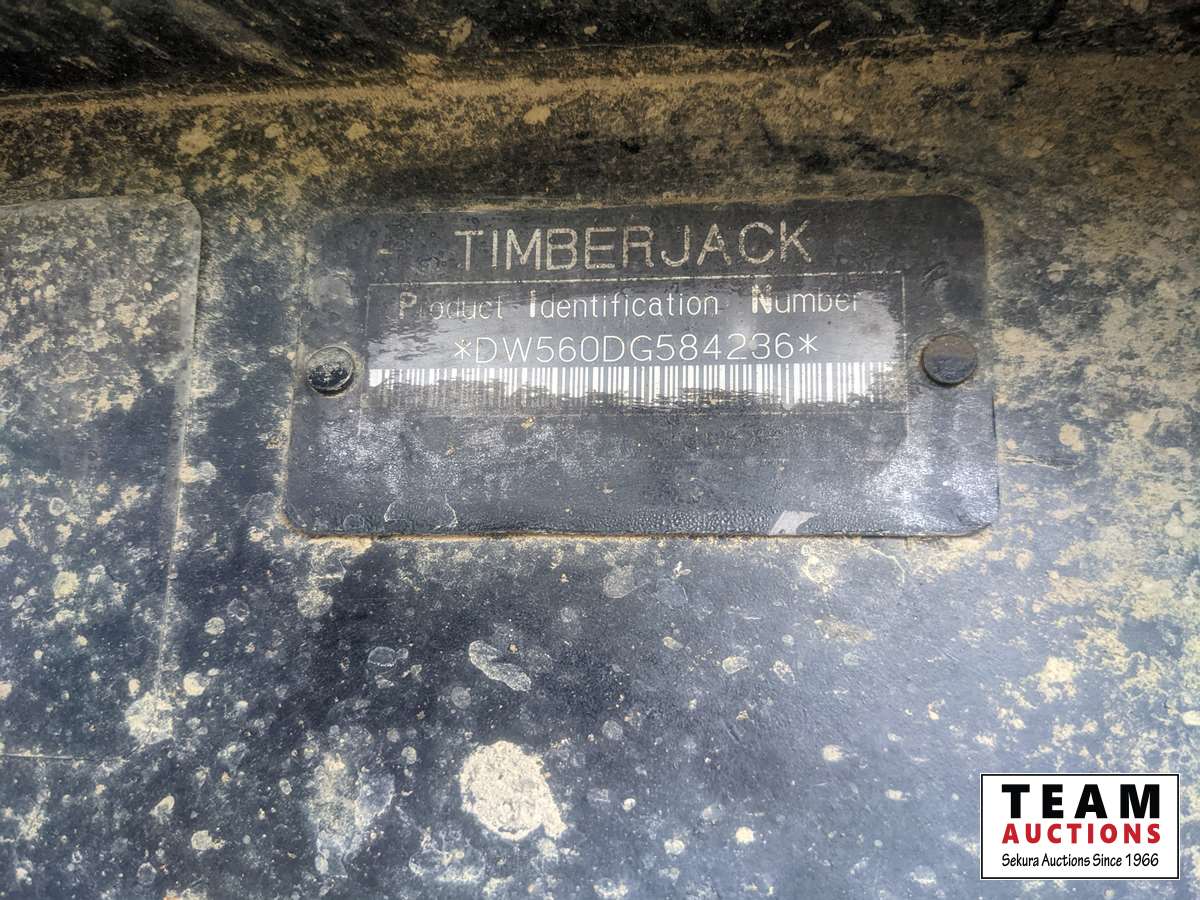 TIMBERJACK
Product Identification Number
*DW560DG584236*
TEAM
AUCTIONS
Sekura Auctions Since 1966